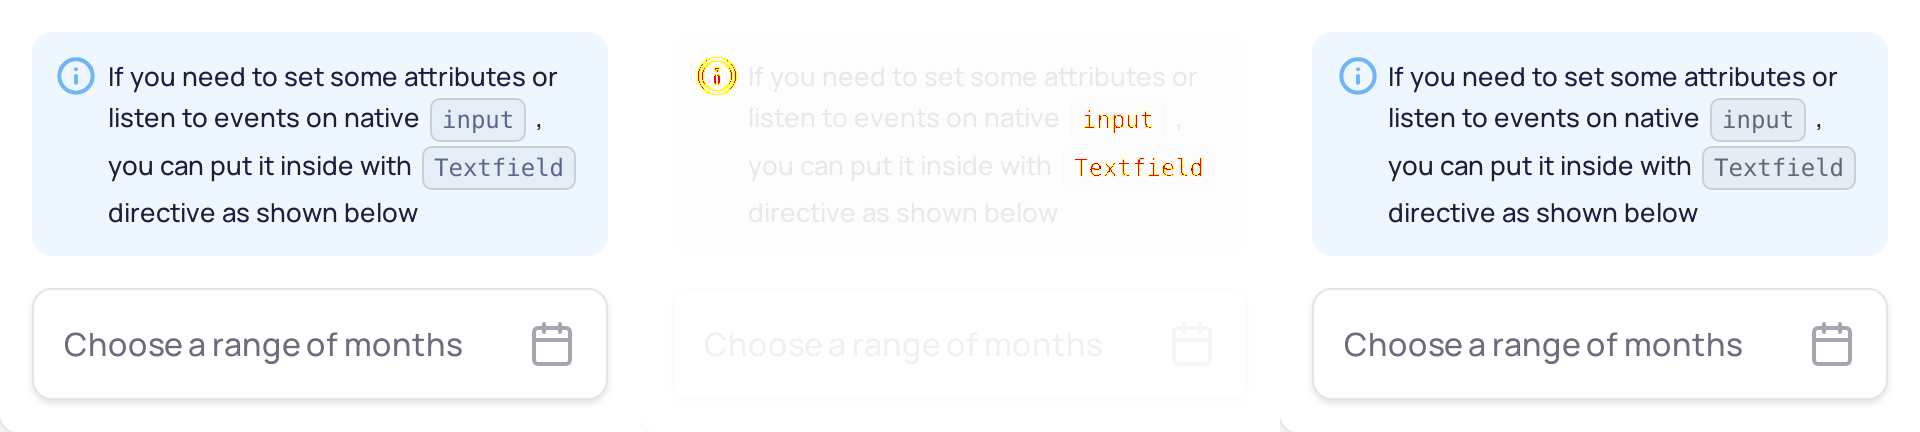 If you need to set some attributes or
listen to events on native input ,
you can put it inside with Textfield
directive as shown below
Choose a range of months
If you need to set some attributes or
listen to events on native input ,
you can put it inside with Textfield
directive as shown below
Choose a range of months
If you need to set some attributes or
listen to events on native input ,
you can put it inside with Textfield
directive as shown below
Choose a range of months